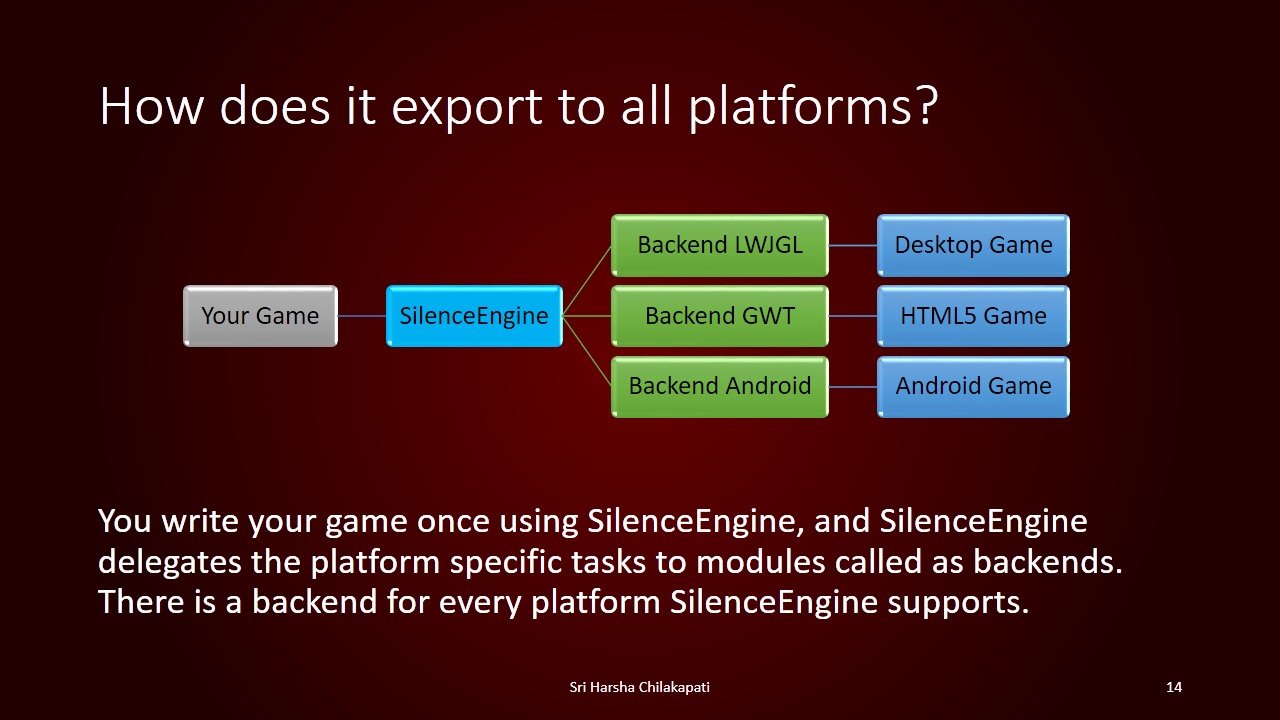 How does it export to all platforms?
Backend LWJGL
Desktop Game
Your Game
SilenceEngine
Backend GWT
HTML5 Game
Backend Android
Android Game
You write your game once using SilenceEngine, and SilenceEngine
delegates the platform specific tasks to modules called as backends.
There is a backend for every platform SilenceEngine supports.
Sri Harsha Chilakapati
14